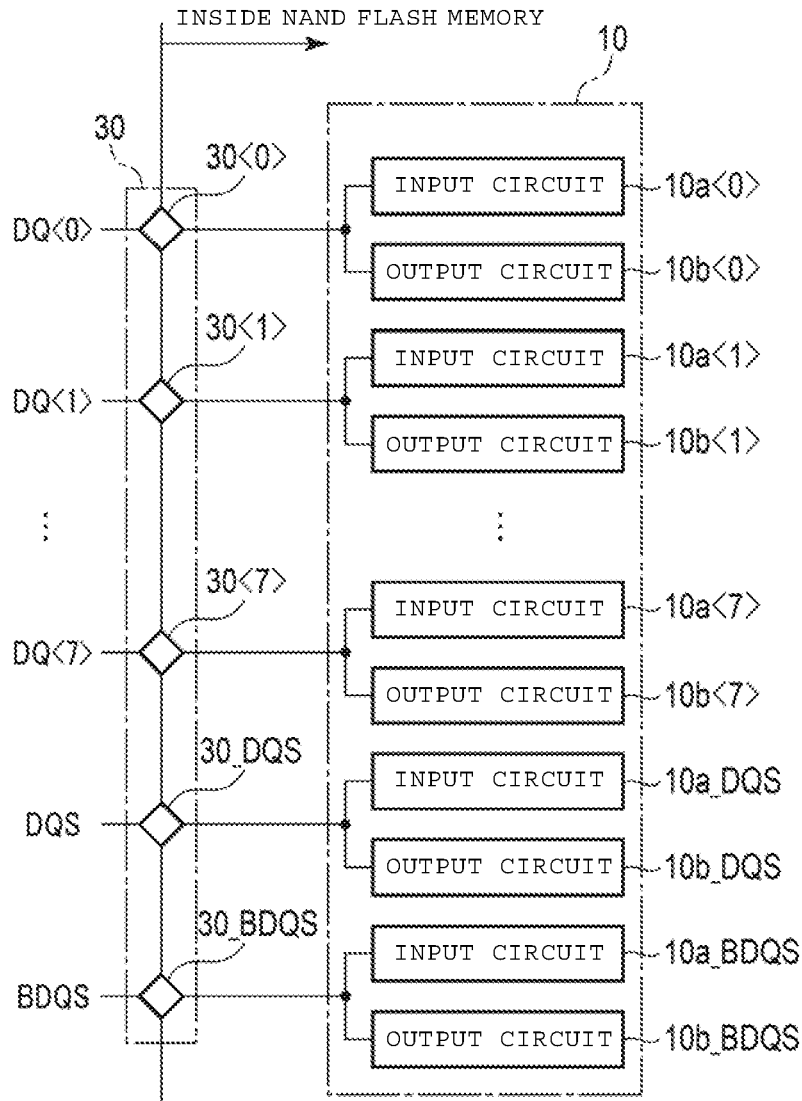 INSIDE NAND FLASH MEMORY
10
30
30<0>
DQ<0>
INPUT CIRCUIT
10a<0>
OUTPUT CIRCUIT
10b<0>
30<1>
DQ<1>
INPUT CIRCUIT
10a<1>
OUTPUT CIRCUIT
10b<1>
30<7>
DQ<7>
INPUT CIRCUIT
10a<7>
OUTPUT CIRCUIT
10b<7>
30_DQS
DQS
INPUT CIRCUIT
10a_DQS
OUTPUT CIRCUIT
10b_DQS
30_BDQS
BDQS
INPUT CIRCUIT
10a_BDQS
OUTPUT CIRCUIT
10b_BDQS